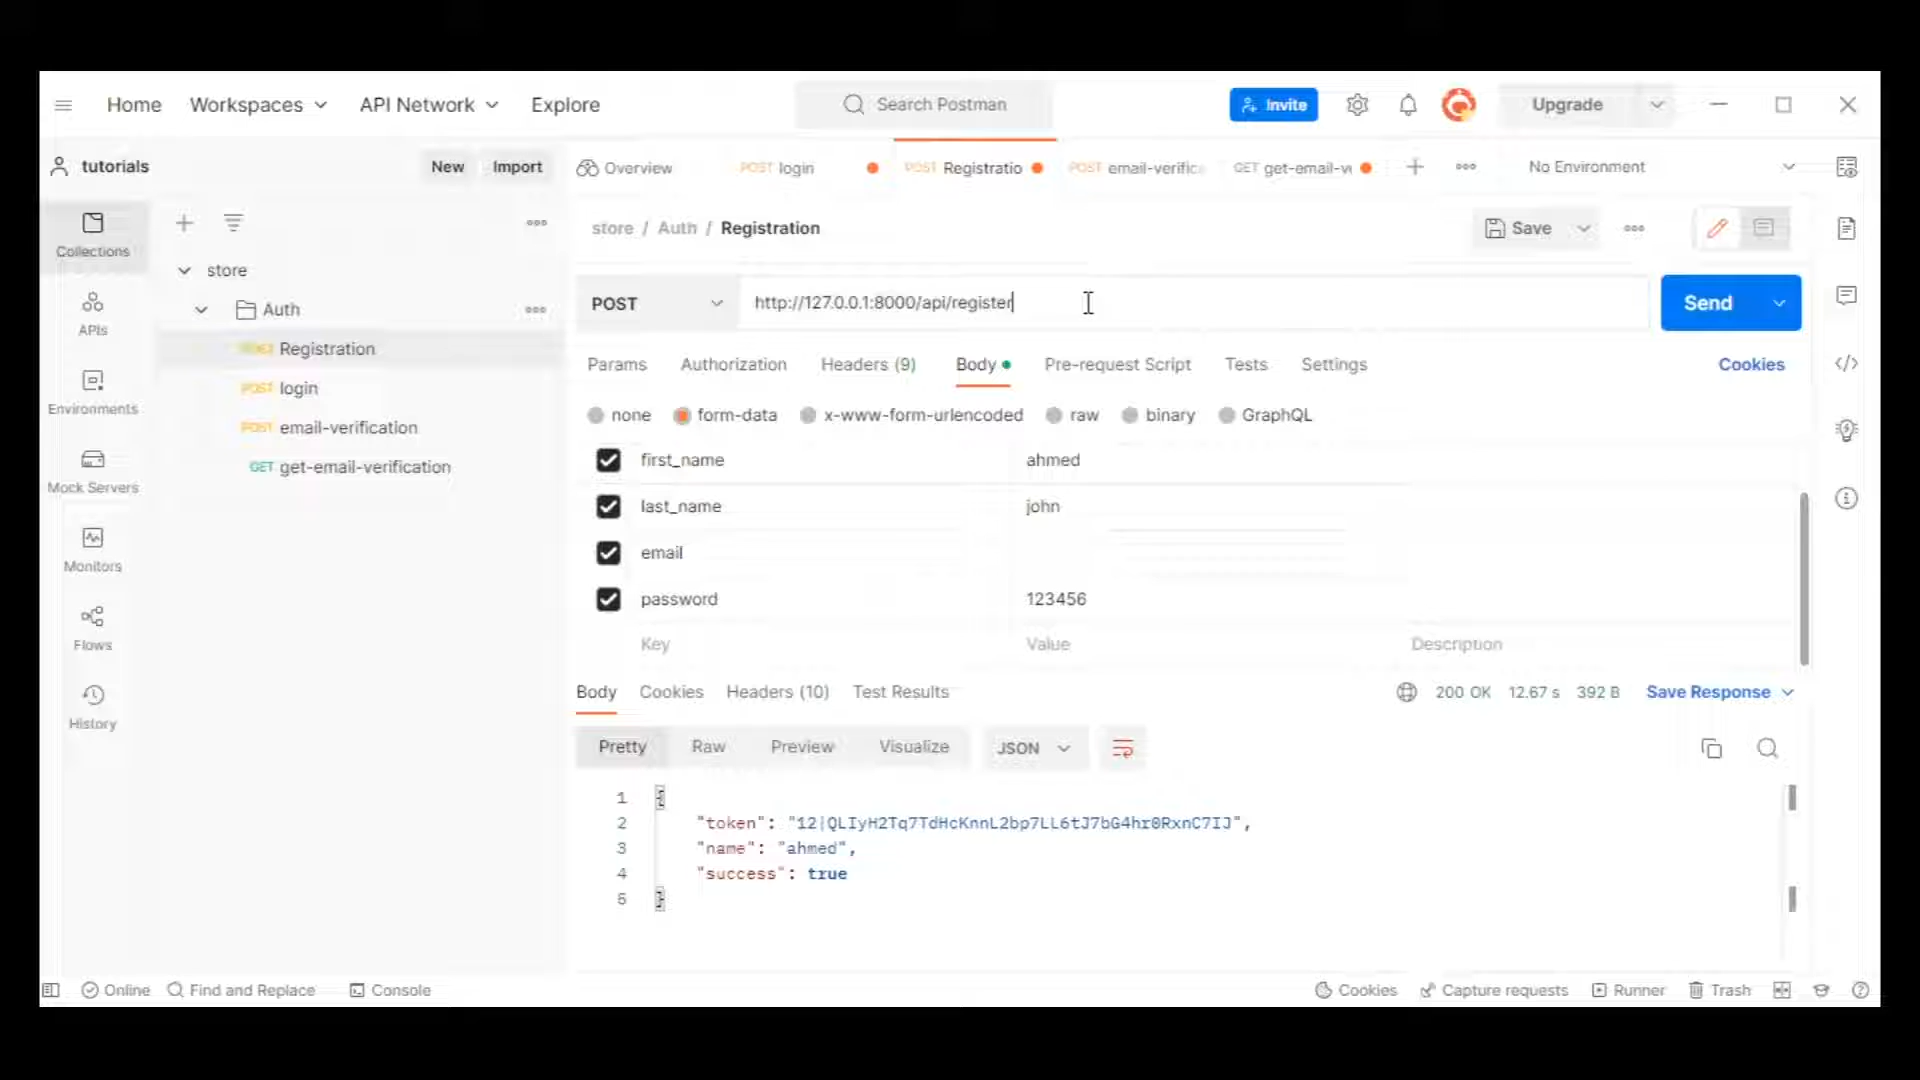 Home Workspaces API Network Explore Search Postman Invite Upgrade
tutorials New Import Overview POST login POST Registratio POST email-verific GET get-email-v No Environment
Collections
store / Auth / Registration Save
store
POST http://127.0.0.1:8000/api/register Send
APIs
Auth
Registration
Params Authorization Headers (9) Body Pre-request Script Tests Settings Cookies
POST login
Environments
none form-data x-www-form-urlencoded raw binary GraphQL
POST email-verification
first_name ahmed
GET get-email-verification
Mock Servers
last_name john
Monitors
email
password 123456
Flows
Key Value Description
History
Body Cookies Headers (10) Test Results 200 OK 12.67 s 392 B Save Response
Pretty Raw Preview Visualize JSON
1 {
2 "token": "12|QLIyH2Tq7TdHcKnnL2bp7LL6tJ7bG4hr0RxnC7IJ",
3 "name": "ahmed",
4 "success": true
5 }
Online Find and Replace Console Cookies Capture requests Runner Trash